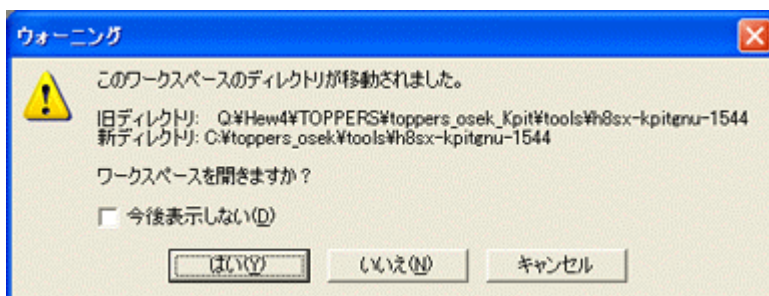 ウォーニング
このワークスペースのディレクトリが移動されました。
旧ディレクトリ: Q:¥Hew4¥TOPPERS¥toppers_osek_Kpit¥tools¥h8sx-kpitgnu-1544
新ディレクトリ: C:¥toppers_osek¥tools¥h8sx-kpitgnu-1544
ワークスペースを開きますか？
今後表示しない(D)
はい(Y) いいえ(N) キャンセル